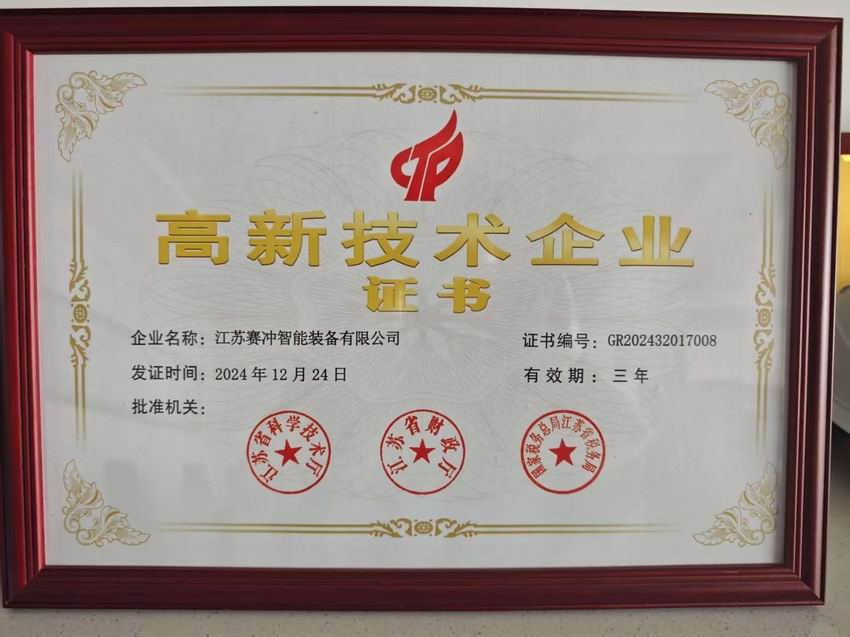 高新技术企业
证书
企业名称：江苏赛冲智能装备有限公司
证书编号：GR202432017008
发证时间：2024年12月24日
有效期：三年
批准机关：
江苏省科学技术厅
江苏省财政厅
国家税务总局江苏省税务局